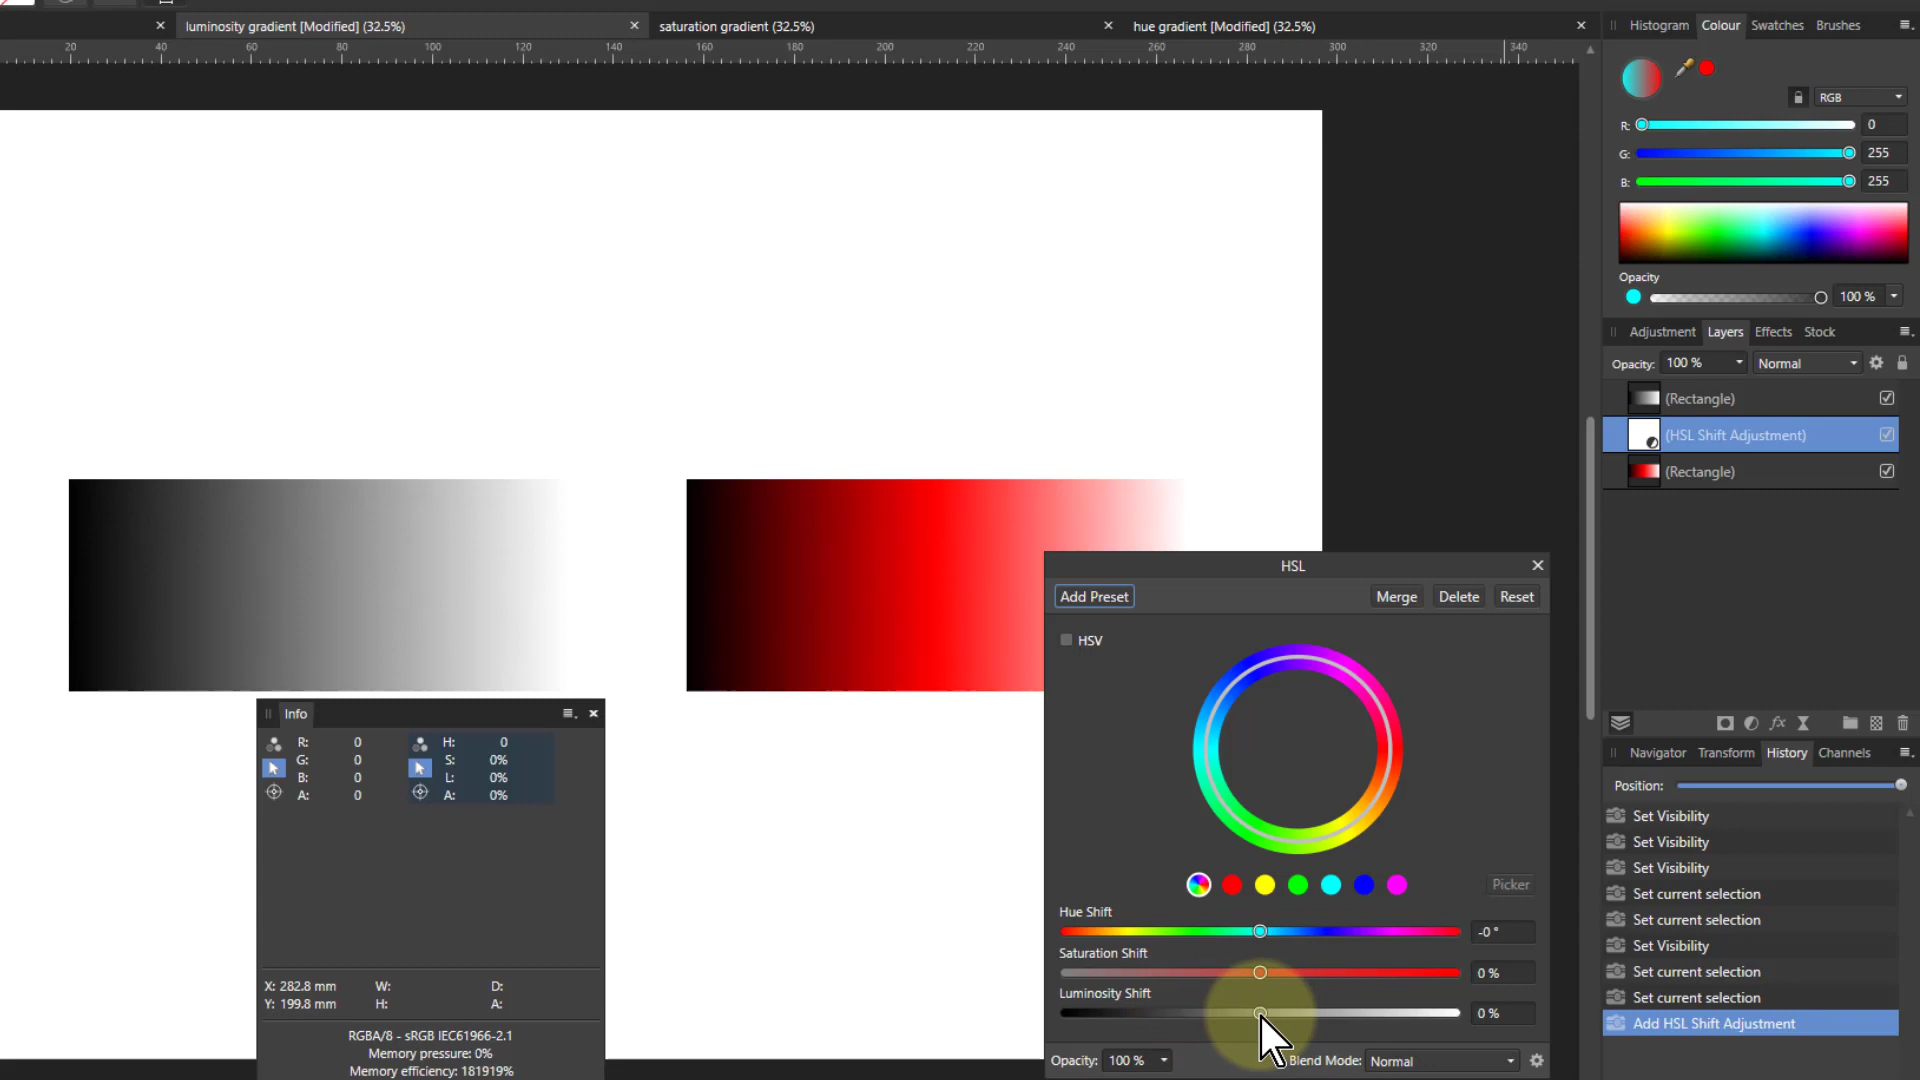 luminosity gradient [Modified] (32.5%)
saturation gradient (32.5%)
hue gradient [Modified] (32.5%)
20 40 60 80 100 120 140 160 180 200 220 240 260 280 300 320 340
Histogram Colour Swatches Brushes
RGB
R: 0
G: 255
B: 255
Opacity
100 %
Adjustment Layers Effects Stock
Opacity: 100 % Normal
(Rectangle)
(HSL Shift Adjustment)
(Rectangle)
fx
Navigator Transform History Channels
Position:
Set Visibility
Set Visibility
Set Visibility
Set current selection
Set current selection
Set Visibility
Set current selection
Set current selection
Add HSL Shift Adjustment
HSL
Add Preset Merge Delete Reset
HSV
Picker
Hue Shift
-0 °
Saturation Shift
0 %
Luminosity Shift
0 %
Opacity: 100 % Blend Mode: Normal
Info
R: 0 H: 0
G: 0 S: 0%
B: 0 L: 0%
A: 0 A: 0%
X: 282.8 mm W: D:
Y: 199.8 mm H: A:
RGBA/8 - sRGB IEC61966-2.1
Memory pressure: 0%
Memory efficiency: 181919%